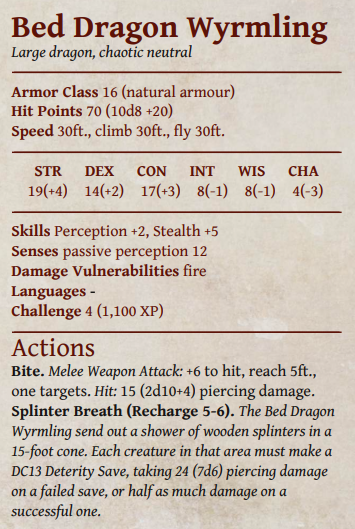 Bed Dragon Wyrmling
Large dragon, chaotic neutral
Armor Class 16 (natural armour)
Hit Points 70 (10d8 +20)
Speed 30ft., climb 30ft., fly 30ft.
STR DEX CON INT WIS CHA
19(+4) 14(+2) 17(+3) 8(-1) 8(-1) 4(-3)
Skills Perception +2, Stealth +5
Senses passive perception 12
Damage Vulnerabilities fire
Languages -
Challenge 4 (1,100 XP)
Actions
Bite. Melee Weapon Attack: +6 to hit, reach 5ft.,
one targets. Hit: 15 (2d10+4) piercing damage.
Splinter Breath (Recharge 5-6). The Bed Dragon
Wyrmling send out a shower of wooden splinters in a
15-foot cone. Each creature in that area must make a
DC13 Deterity Save, taking 24 (7d6) piercing damage
on a failed save, or half as much damage on a
successful one.